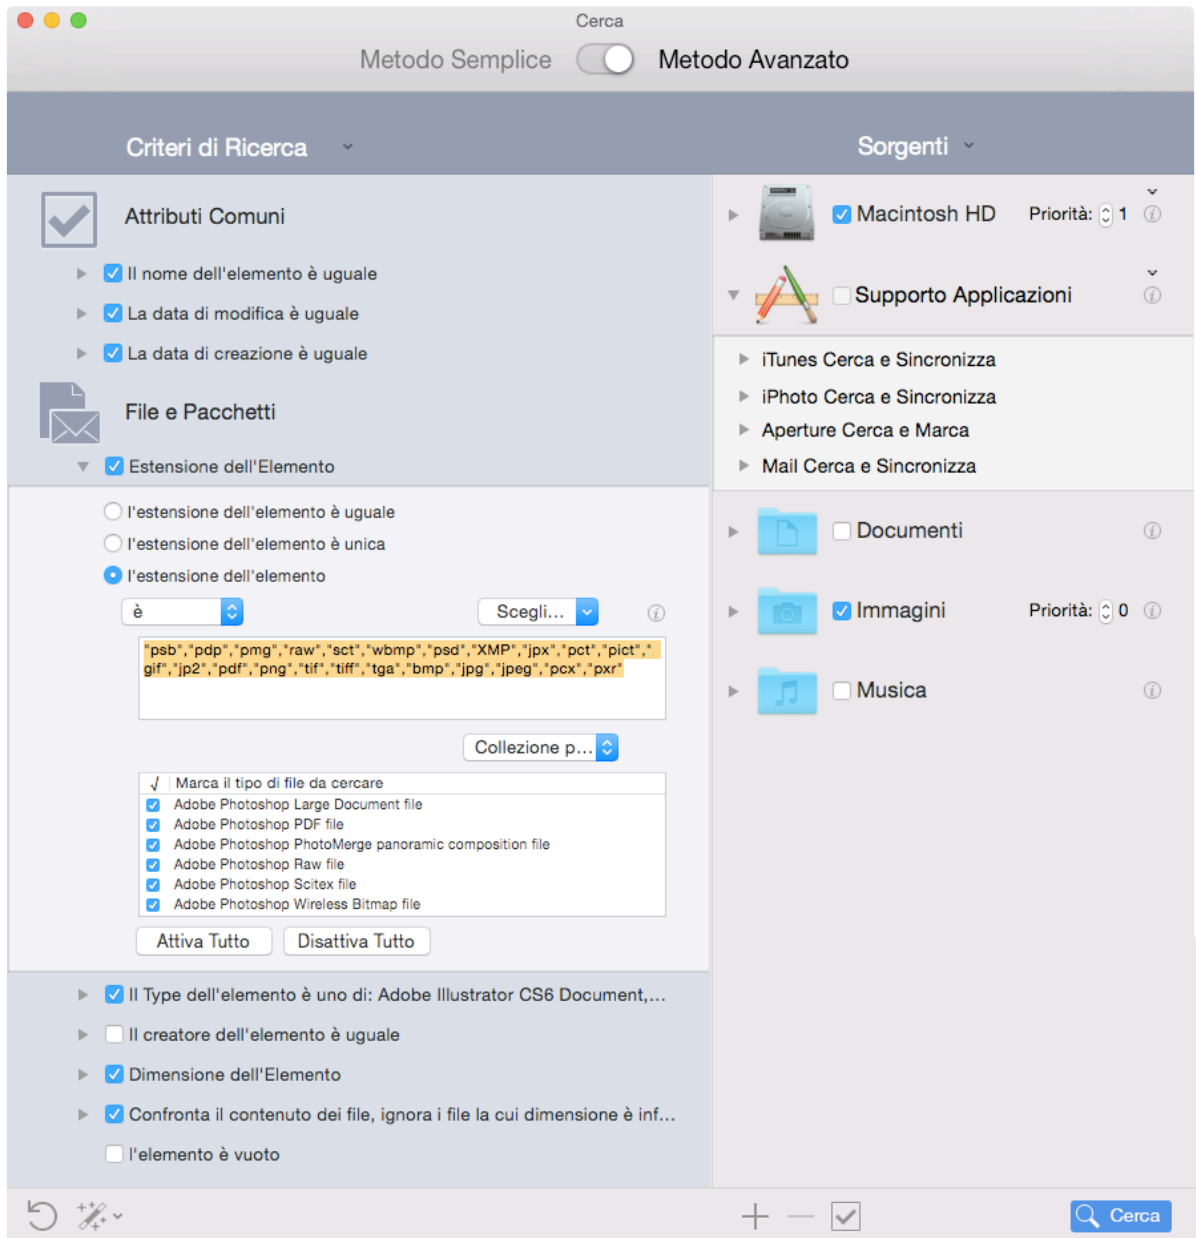 Cerca
Metodo Semplice Metodo Avanzato
Criteri di Ricerca
Attributi Comuni
Il nome dell'elemento è uguale
La data di modifica è uguale
La data di creazione è uguale
File e Pacchetti
Estensione dell'Elemento
l'estensione dell'elemento è uguale
l'estensione dell'elemento è unica
l'estensione dell'elemento
è Scegli...
"psb","pdp","pmg","raw","sct","wbmp","psd","XMP","jpx","pct","pict","
gif","jp2","pdf","png","tif","tiff","tga","bmp","jpg","jpeg","pcx","pxr"
Collezione p...
√ Marca il tipo di file da cercare
Adobe Photoshop Large Document file
Adobe Photoshop PDF file
Adobe Photoshop PhotoMerge panoramic composition file
Adobe Photoshop Raw file
Adobe Photoshop Scitex file
Adobe Photoshop Wireless Bitmap file
Attiva Tutto Disattiva Tutto
Il Type dell'elemento è uno di: Adobe Illustrator CS6 Document,...
Il creatore dell'elemento è uguale
Dimensione dell'Elemento
Confronta il contenuto dei file, ignora i file la cui dimensione è inf...
l'elemento è vuoto
Sorgenti
Macintosh HD Priorità: 1
Supporto Applicazioni
iTunes Cerca e Sincronizza
iPhoto Cerca e Sincronizza
Aperture Cerca e Marca
Mail Cerca e Sincronizza
Documenti
Immagini Priorità: 0
Musica
Cerca